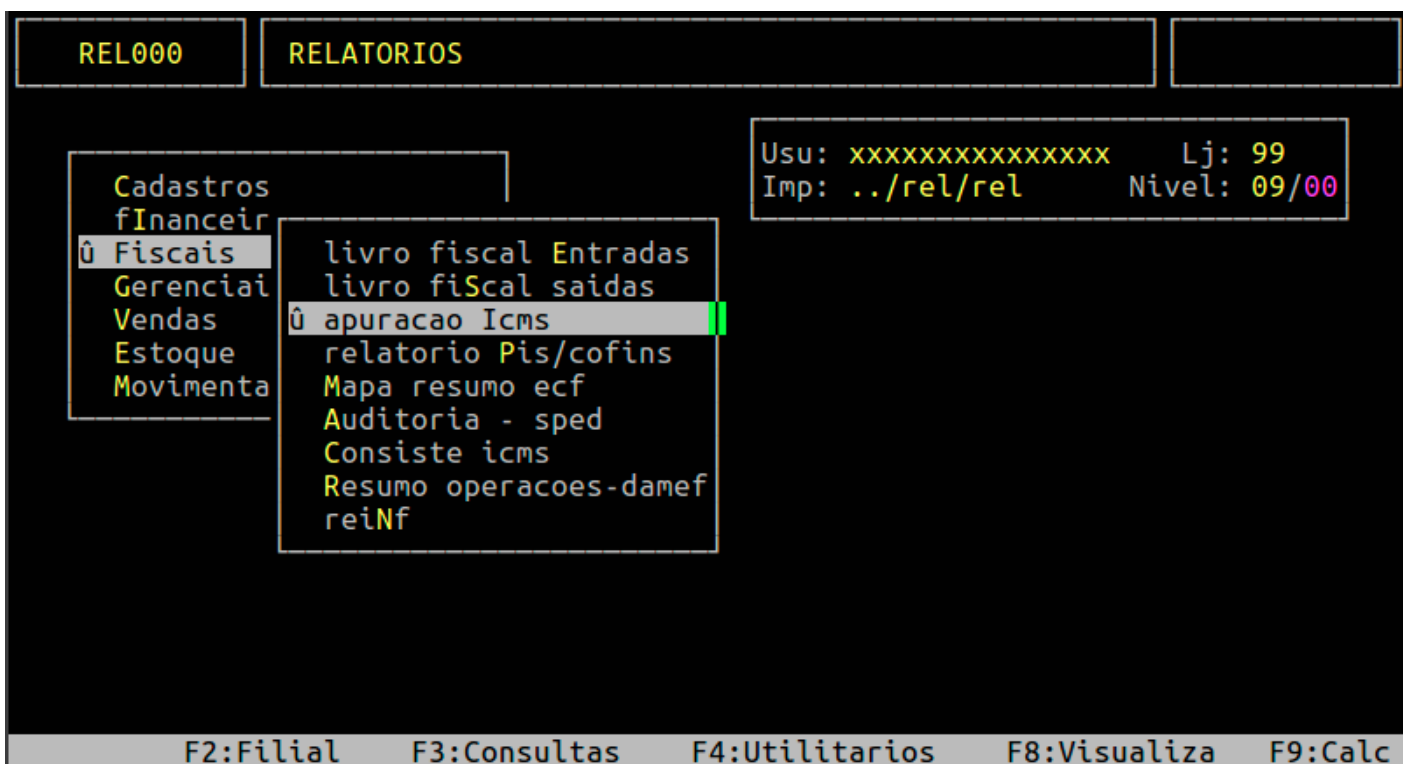 REL000 RELATORIOS
Usu: xxxxxxxxxxxxxxx Lj: 99
Imp: ../rel/rel Nivel: 09/00
Cadastros
fInanceir
û Fiscais
Gerenciai
Vendas
Estoque
Movimenta
livro fiscal Entradas
livro fiScal saidas
û apuracao Icms
relatorio Pis/cofins
Mapa resumo ecf
Auditoria - sped
Consiste icms
Resumo operacoes-damef
reiNf
F2:Filial F3:Consultas F4:Utilitarios F8:Visualiza F9:Calc